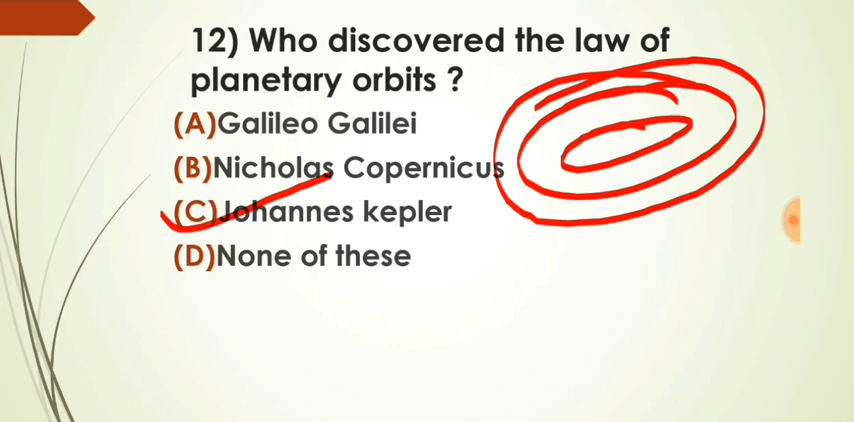 12) Who discovered the law of
planetary orbits ?
(A)Galileo Galilei
(B)Nicholas Copernicus
(C)Johannes kepler
(D)None of these